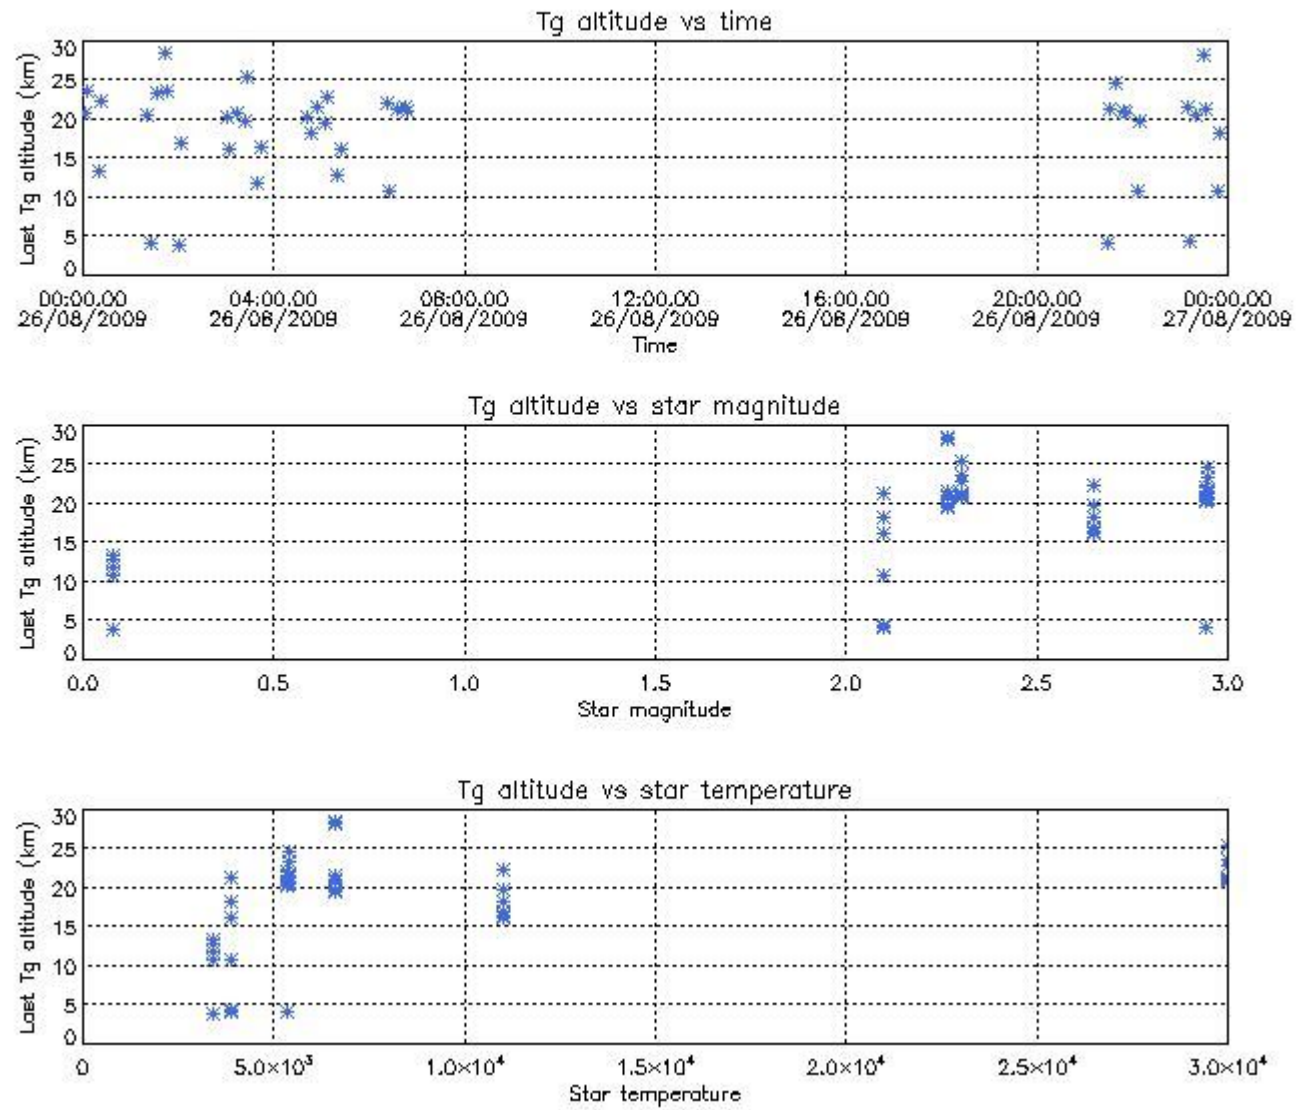 Tg altitude vs time
Last Tg altitude (km)
30
25
20
15
10
5
0
00:00.00 04:00.00 08:00.00 12:00.00 16:00.00 20:00.00 00:00.00
26/08/2009 26/08/2009 26/08/2009 26/08/2009 26/08/2009 26/08/2009 27/08/2009
Time
Tg altitude vs star magnitude
Last Tg altitude (km)
30
25
20
15
10
5
0
0.0 0.5 1.0 1.5 2.0 2.5 3.0
Star magnitude
Tg altitude vs star temperature
Last Tg altitude (km)
30
25
20
15
10
5
0
0 5.0×10³ 1.0×10⁴ 1.5×10⁴ 2.0×10⁴ 2.5×10⁴ 3.0×10⁴
Star temperature